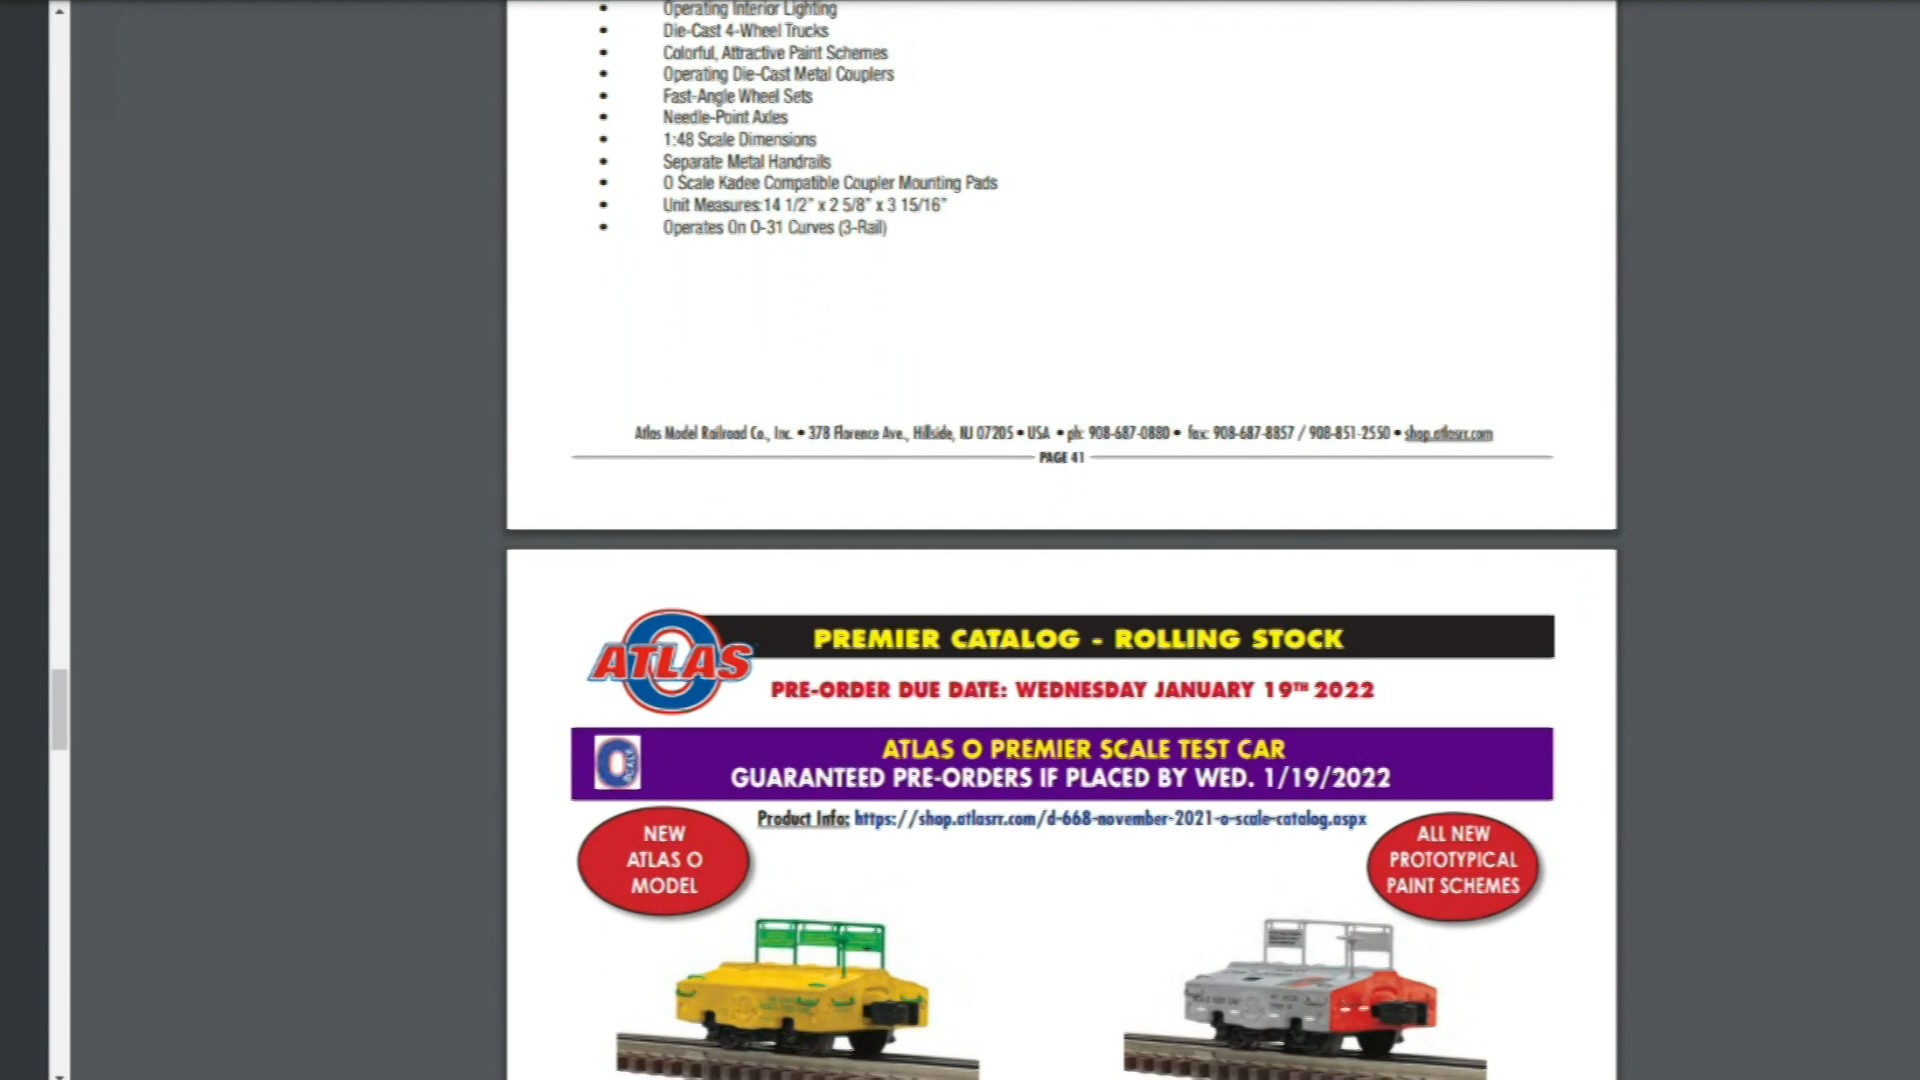 Operating Interior Lighting
Die-Cast 4-Wheel Trucks
Colorful, Attractive Paint Schemes
Operating Die-Cast Metal Couplers
Fast-Angle Wheel Sets
Needle-Point Axles
1:48 Scale Dimensions
Separate Metal Handrails
O Scale Kadee Compatible Coupler Mounting Pads
Unit Measures:14 1/2" x 2 5/8" x 3 15/16"
Operates On O-31 Curves (3-Rail)
Atlas Model Railroad Co., Inc. • 378 Florence Ave., Hillside, NJ 07205 • USA • ph: 908-687-0880 • fax: 908-687-8857 / 908-851-2550 • shop.atlasrr.com
PAGE 41
ATLAS O
PREMIER CATALOG - ROLLING STOCK
PRE-ORDER DUE DATE: WEDNESDAY JANUARY 19TH 2022
O SCALE
ATLAS O PREMIER SCALE TEST CAR
GUARANTEED PRE-ORDERS IF PLACED BY WED. 1/19/2022
Product Info: https://shop.atlasrr.com/d-668-november-2021-o-scale-catalog.aspx
NEW
ATLAS O
MODEL
ALL NEW
PROTOTYPICAL
PAINT SCHEMES
SCALE TEST CAR